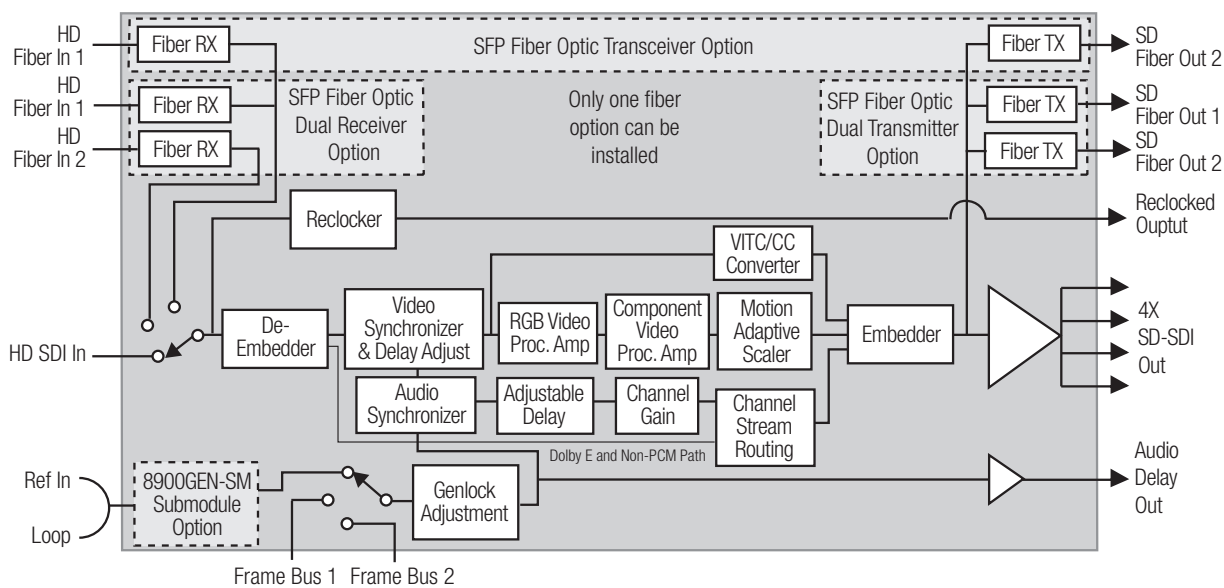 HD
Fiber In 1
Fiber RX
SFP Fiber Optic Transceiver Option
Fiber TX
SD
Fiber Out 2
HD
Fiber In 1
Fiber RX
SFP Fiber Optic
Dual Receiver
Option
Only one fiber
option can be
installed
SFP Fiber Optic
Dual Transmitter
Option
Fiber TX
SD
Fiber Out 1
HD
Fiber In 2
Fiber RX
Fiber TX
SD
Fiber Out 2
Reclocker
Reclocked
Ouptut
VITC/CC
Converter
HD SDI In
De-
Embedder
Video
Synchronizer
& Delay Adjust
RGB Video
Proc. Amp
Component
Video
Proc. Amp
Motion
Adaptive
Scaler
Embedder
4X
SD-SDI
Out
Audio
Synchronizer
Adjustable
Delay
Channel
Gain
Channel
Stream
Routing
Dolby E and Non-PCM Path
Ref In
Loop
8900GEN-SM
Submodule
Option
Genlock
Adjustment
Audio
Delay
Out
Frame Bus 1
Frame Bus 2